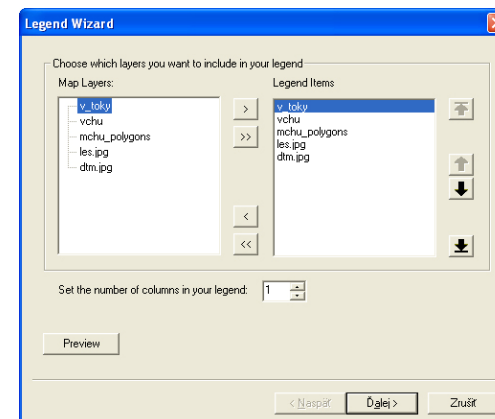 Legend Wizard
Choose which layers you want to include in your legend
Map Layers:
v_toky
vchu
mchu_polygons
les.jpg
dtm.jpg
>
>>
<
<<
Legend Items
v_toky
vchu
mchu_polygons
les.jpg
dtm.jpg
Set the number of columns in your legend: 1
Preview
< Naspäť Ďalej > Zrušiť